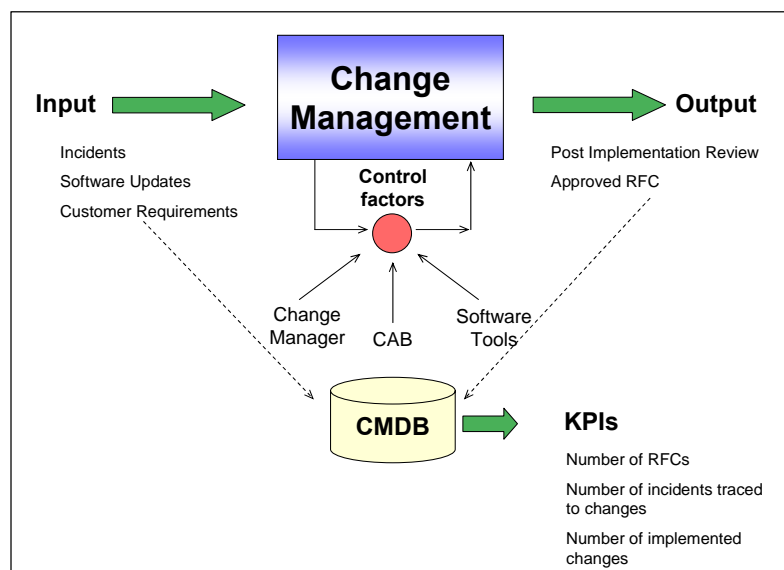 Change
Management
Input
Output
Incidents
Software Updates
Customer Requirements
Post Implementation Review
Approved RFC
Control
factors
Change
Manager
CAB
Software
Tools
CMDB
KPIs
Number of RFCs
Number of incidents traced
to changes
Number of implemented
changes